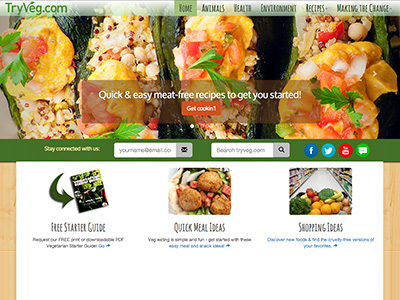 TryVeg.com
Home Animals Health Environment Recipes Making the Change
Quick & easy meat-free recipes to get you started!
Get cookin'!
Stay connected with us:
yourname@email.co
Search tryveg.com
Free Starter Guide
Request our FREE print or downloadable PDF
Vegetarian Starter Guide! Go
Quick Meal Ideas
Veg eating is simple and fun - get started with these
easy meal and snack ideas!
Shopping Ideas
Discover new foods & find the cruelty-free versions of
your favorites.